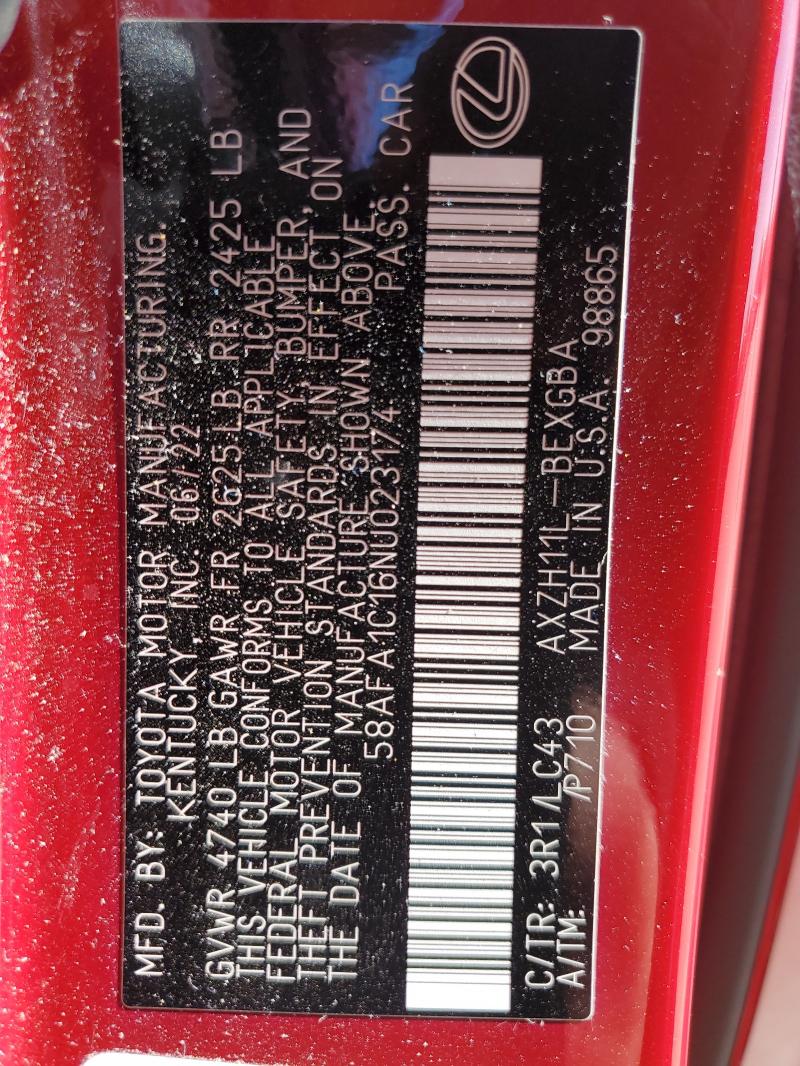 MFD. BY: TOYOTA MOTOR MANUFACTURING,
KENTUCKY, INC. 06/22
GVWR 4740 LB GAWR FR 2625 LB RR 2425 LB
THIS VEHICLE CONFORMS TO ALL APPLICABLE
FEDERAL MOTOR VEHICLE SAFETY, BUMPER, AND
THEFT PREVENTION STANDARDS IN EFFECT ON
THE DATE OF MANUFACTURE SHOWN ABOVE.
58AFA1C16NU023174 PASS. CAR
C/TR: 3R1/LC43 AXZH11L-BEXGBA
A/TM: /P710 MADE IN U.S.A. 98865